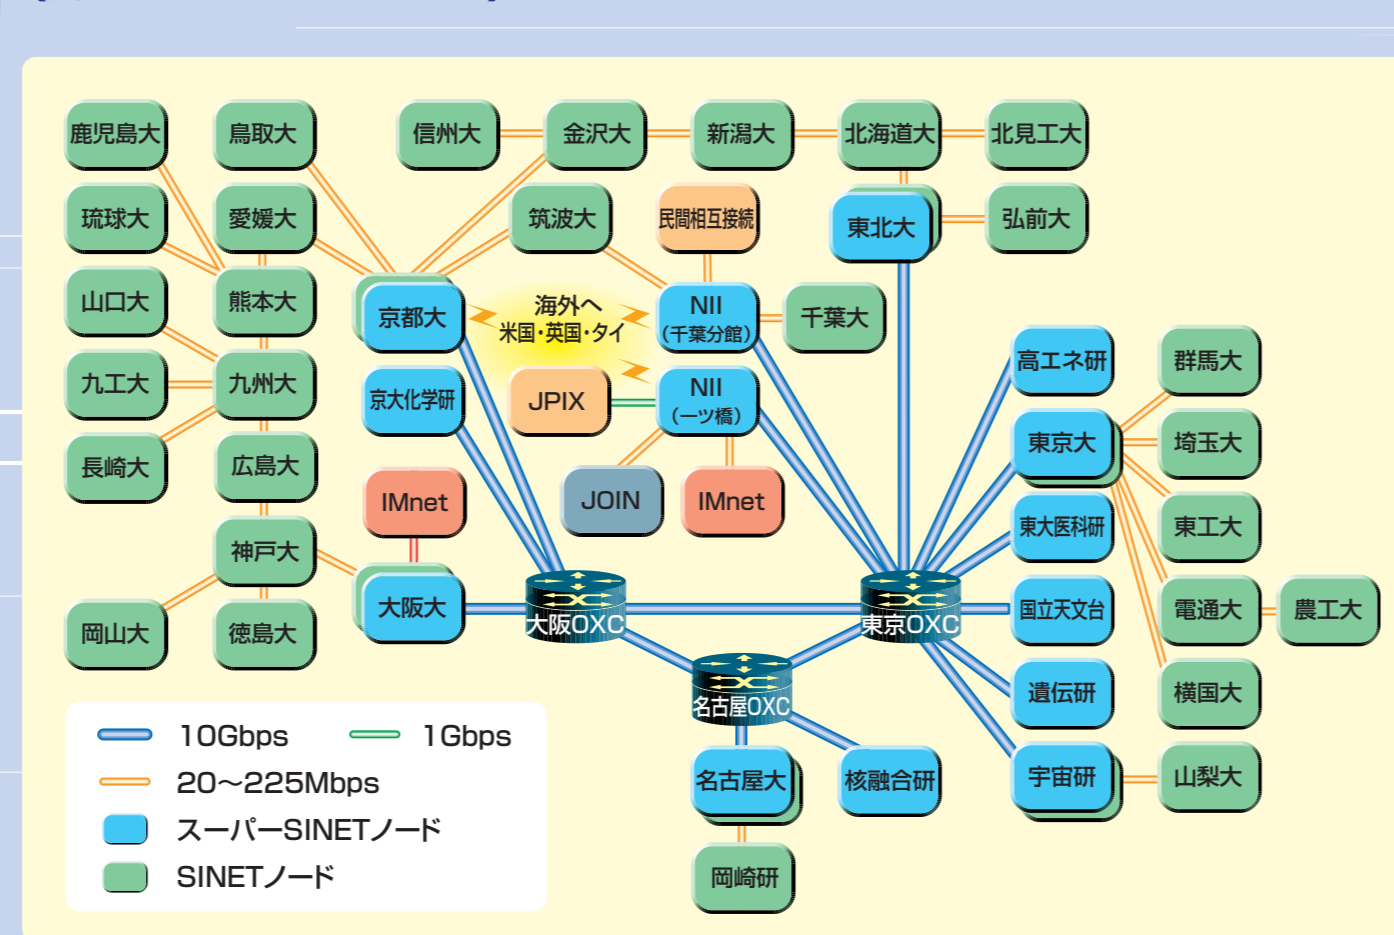 鹿児島大
鳥取大
信州大
金沢大
新潟大
北海道大
北見工大
琉球大
愛媛大
筑波大
民間相互接続
東北大
弘前大
山口大
熊本大
京都大
海外へ
米国・英国・タイ
NII
(千葉分館)
千葉大
九工大
九州大
京大化学研
JPIX
NII
(一ツ橋)
高エネ研
群馬大
長崎大
広島大
IMnet
JOIN
IMnet
東京大
埼玉大
神戸大
東大医科研
東工大
岡山大
徳島大
大阪大
大阪OXC
東京OXC
国立天文台
電通大
農工大
名古屋OXC
遺伝研
横国大
名古屋大
核融合研
宇宙研
山梨大
岡崎研
10Gbps
1Gbps
20～225Mbps
スーパーSINETノード
SINETノード